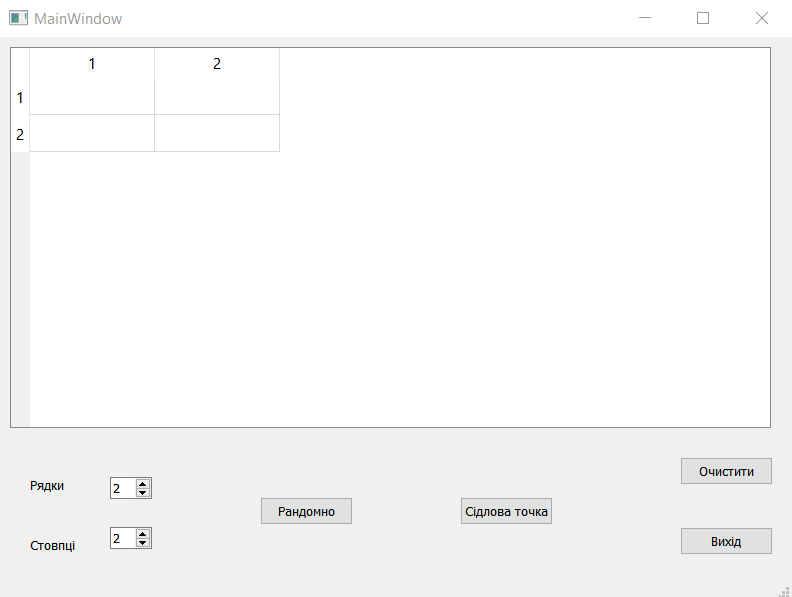 MainWindow
1 2
1
2
Рядки 2
Стовпці 2
Рандомно
Сідлова точка
Очистити
Вихід